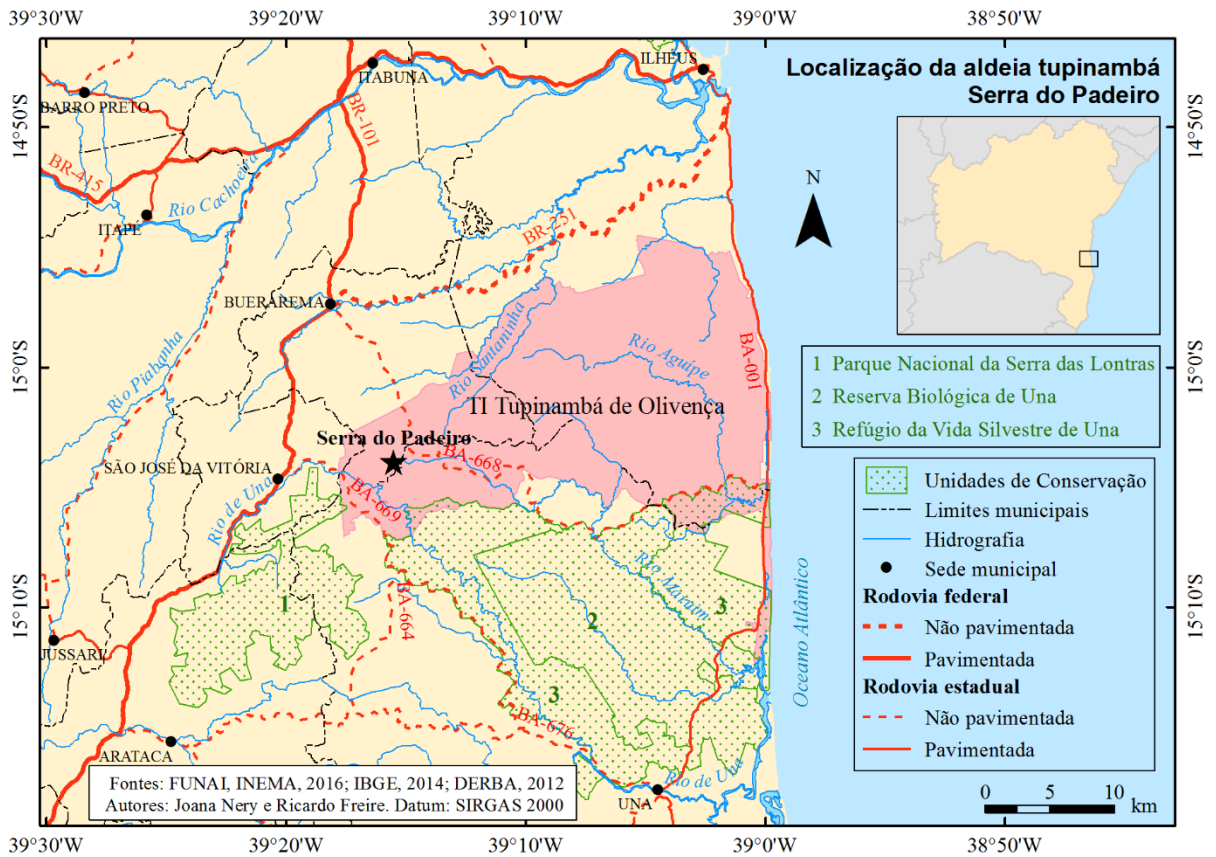 39°30'W
39°20'W
39°10'W
39°0'W
38°50'W
Localização da aldeia tupinambá
Serra do Padeiro
ILHÉUS
ITABUNA
BARRO PRETO
BR-101
14°50'S
14°50'S
BR-415
Rio Cachoeira
N
ITAPÉ
BR-251
BUERAREMA
Rio Piabanha
Rio Santaninha
Rio Aguípe
BA-001
15°0'S
15°0'S
1 Parque Nacional da Serra das Lontras
2 Reserva Biológica de Una
3 Refúgio da Vida Silvestre de Una
TI Tupinambá de Olivença
Serra do Padeiro
BA-668
SÃO JOSÉ DA VITÓRIA
BA-669
Rio de Una
Unidades de Conservação
Limites municipais
Hidrografia
Sede municipal
Rodovia federal
Não pavimentada
Pavimentada
Rodovia estadual
Não pavimentada
Pavimentada
Rio Maruim
15°10'S
15°10'S
1
2
3
BA-664
JUSSARI
Oceano Atlântico
3
BA-676
ARATACA
Rio de Una
UNA
Fontes: FUNAI, INEMA, 2016; IBGE, 2014; DERBA, 2012
Autores: Joana Nery e Ricardo Freire. Datum: SIRGAS 2000
0 5 10
km
39°30'W
39°20'W
39°10'W
39°0'W
38°50'W